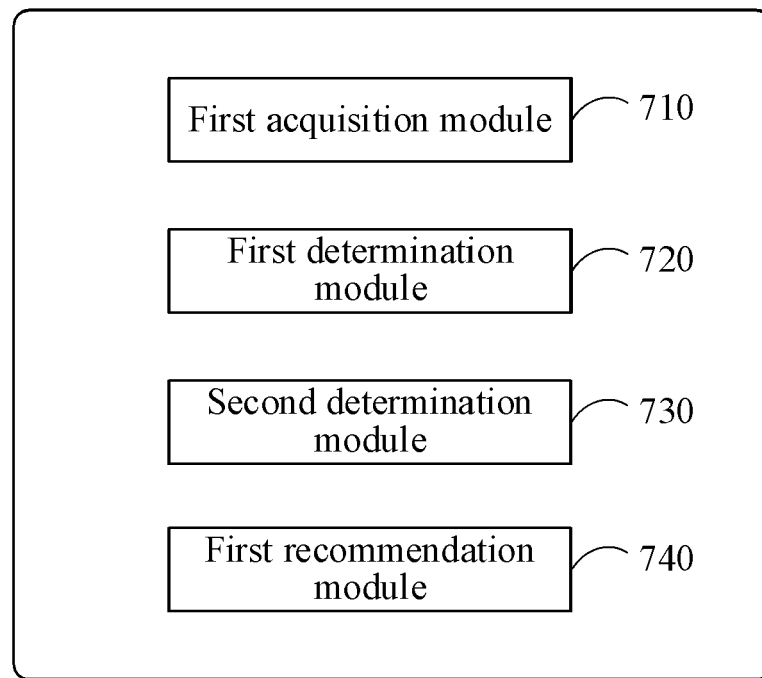 First acquisition module
710
First determination
module
720
Second determination
module
730
First recommendation
module
740